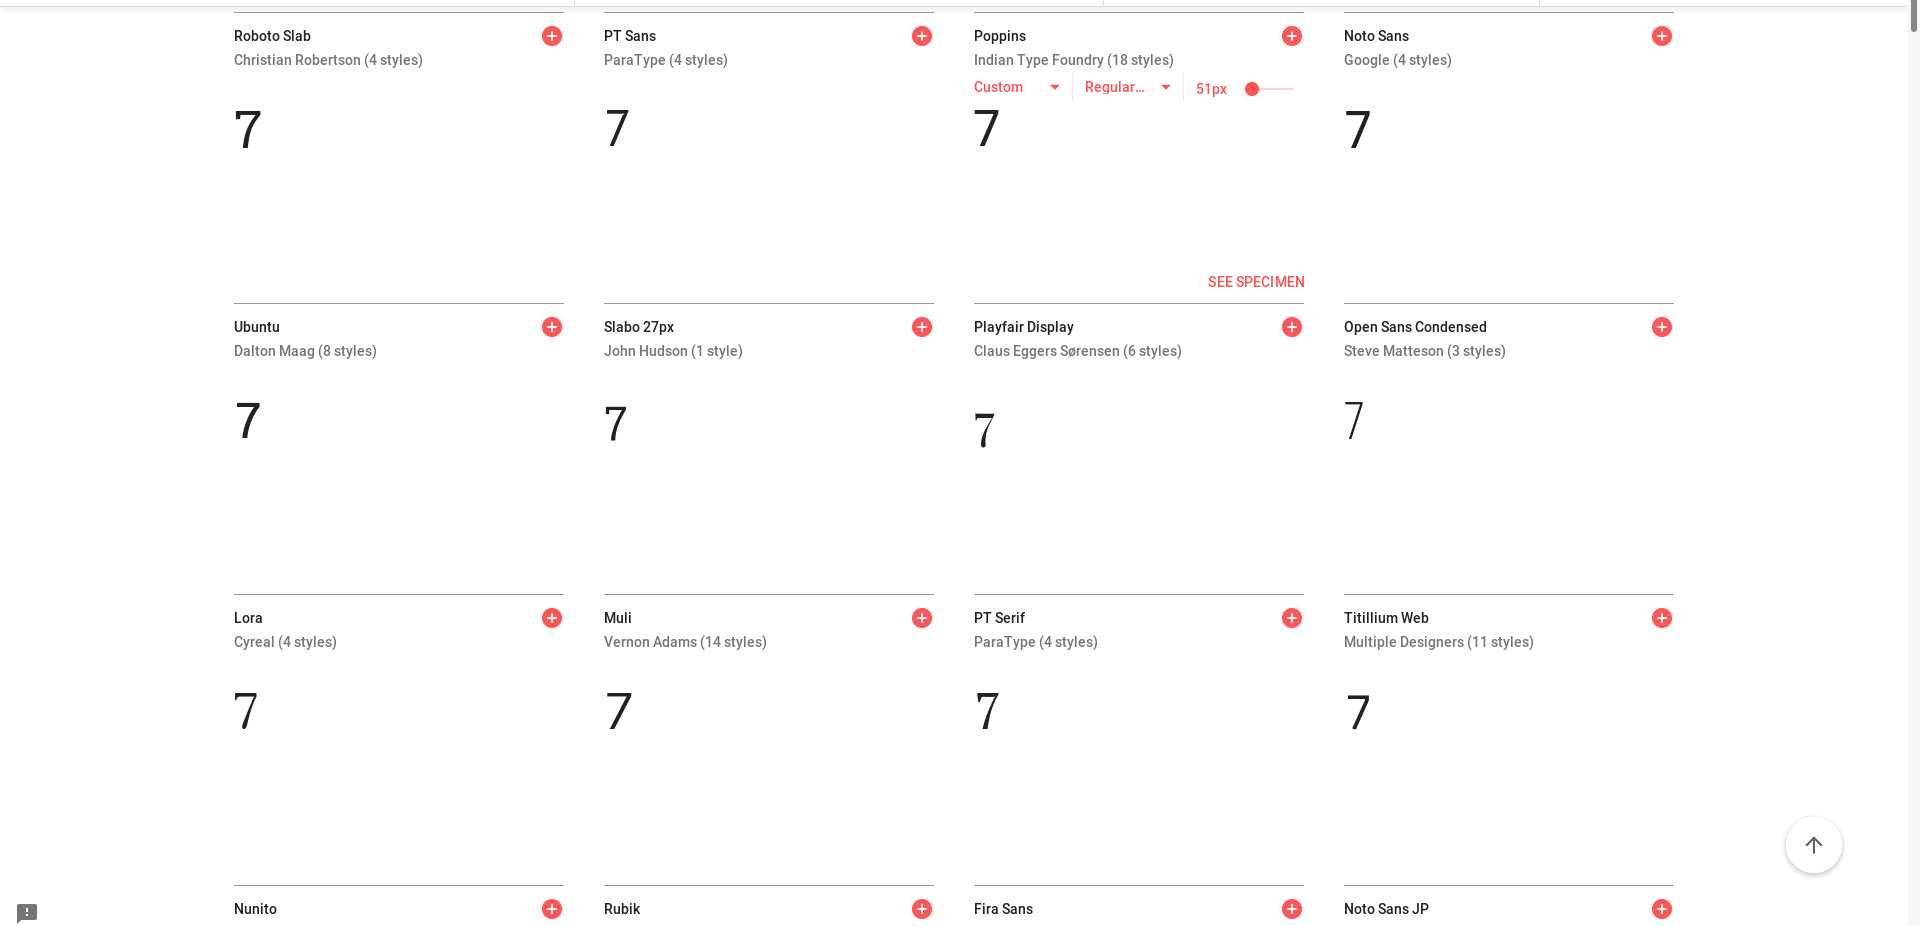 Roboto Slab
Christian Robertson (4 styles)
7
PT Sans
ParaType (4 styles)
7
Poppins
Indian Type Foundry (18 styles)
Custom
Regular...
51px
7
SEE SPECIMEN
Noto Sans
Google (4 styles)
7
Ubuntu
Dalton Maag (8 styles)
7
Slabo 27px
John Hudson (1 style)
7
Playfair Display
Claus Eggers Sørensen (6 styles)
7
Open Sans Condensed
Steve Matteson (3 styles)
7
Lora
Cyreal (4 styles)
7
Muli
Vernon Adams (14 styles)
7
PT Serif
ParaType (4 styles)
7
Titillium Web
Multiple Designers (11 styles)
7
Nunito
Rubik
Fira Sans
Noto Sans JP